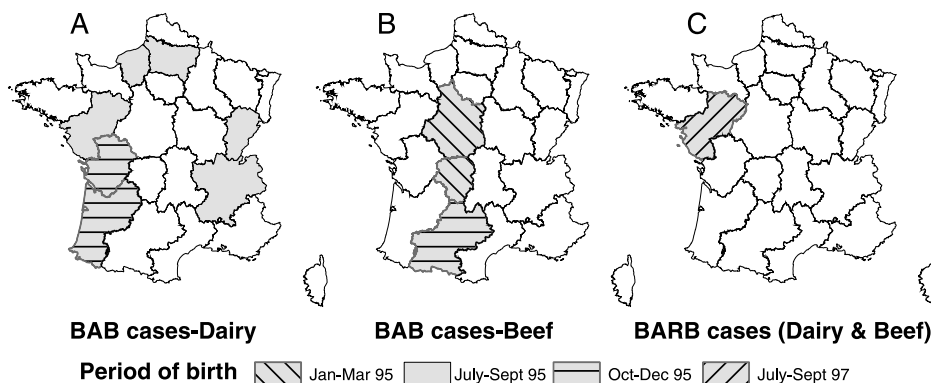 A B C
BAB cases-Dairy BAB cases-Beef BARB cases (Dairy & Beef)
Period of birth Jan-Mar 95 July-Sept 95 Oct-Dec 95 July-Sept 97